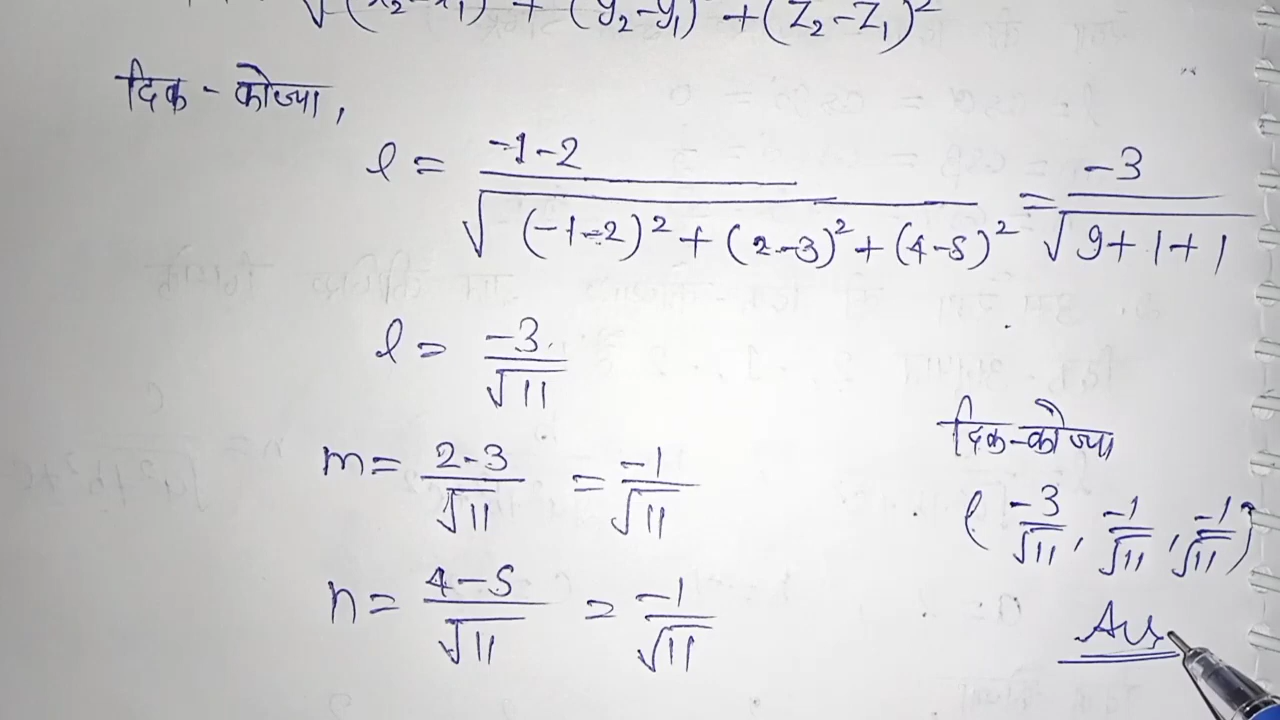 √(x₂-x₁)² + (y₂-y₁)² + (z₂-z₁)²
दिक - कोज्या,
l = -1-2 / √((-1-2)² + (2-3)² + (4-5)²) = -3 / √(9+1+1)
l = -3 / √11
m = 2-3 / √11 = -1 / √11
n = 4-5 / √11 = -1 / √11
दिक-कोज्या
(-3/√11, -1/√11, -1/√11)
Ans